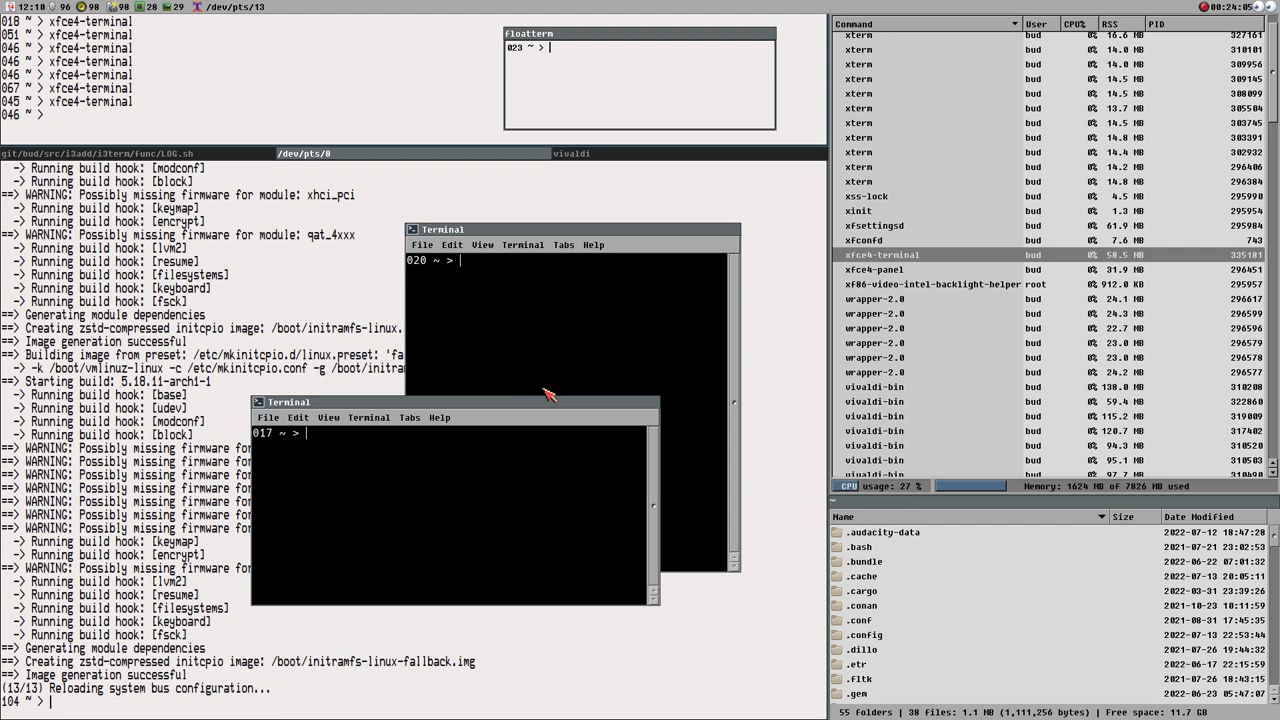 12:10 96 98 98 28 29 /dev/pts/13
00:24:05
018 ~ > xfce4-terminal
051 ~ > xfce4-terminal
046 ~ > xfce4-terminal
046 ~ > xfce4-terminal
046 ~ > xfce4-terminal
067 ~ > xfce4-terminal
045 ~ > xfce4-terminal
046 ~ >
floatterm
023 ~ >
git/bud/src/i3add/i3term/func/LOG.sh /dev/pts/8 vivaldi
-> Running build hook: [modconf]
-> Running build hook: [block]
==> WARNING: Possibly missing firmware for module: xhci_pci
-> Running build hook: [keymap]
-> Running build hook: [encrypt]
==> WARNING: Possibly missing firmware for module: qat_4xxx
-> Running build hook: [lvm2]
-> Running build hook: [resume]
-> Running build hook: [filesystems]
-> Running build hook: [keyboard]
-> Running build hook: [fsck]
==> Generating module dependencies
==> Creating zstd-compressed initcpio image: /boot/initramfs-linux.
==> Image generation successful
==> Building image from preset: /etc/mkinitcpio.d/linux.preset: 'fa
-> -k /boot/vmlinuz-linux -c /etc/mkinitcpio.conf -g /boot/initra
==> Starting build: 5.18.11-arch1-1
-> Running build hook: [base]
-> Running build hook: [udev]
-> Running build hook: [modconf]
-> Running build hook: [block]
==> WARNING: Possibly missing firmware fo
==> WARNING: Possibly missing firmware fo
==> WARNING: Possibly missing firmware fo
==> WARNING: Possibly missing firmware fo
==> WARNING: Possibly missing firmware fo
==> WARNING: Possibly missing firmware fo
==> WARNING: Possibly missing firmware fo
-> Running build hook: [keymap]
-> Running build hook: [encrypt]
==> WARNING: Possibly missing firmware fo
-> Running build hook: [lvm2]
-> Running build hook: [resume]
-> Running build hook: [filesystems]
-> Running build hook: [keyboard]
-> Running build hook: [fsck]
==> Generating module dependencies
==> Creating zstd-compressed initcpio image: /boot/initramfs-linux-fallback.img
==> Image generation successful
(13/13) Reloading system bus configuration...
104 ~ >
Terminal
File Edit View Terminal Tabs Help
020 ~ >
Terminal
File Edit View Terminal Tabs Help
017 ~ >
Command User CPU% RSS PID
xterm bud 0% 16.6 MB 327161
xterm bud 0% 14.0 MB 310101
xterm bud 0% 14.0 MB 309956
xterm bud 0% 14.5 MB 309145
xterm bud 0% 14.5 MB 308099
xterm bud 0% 13.7 MB 305504
xterm bud 0% 14.5 MB 303745
xterm bud 0% 14.8 MB 303391
xterm bud 0% 14.5 MB 302932
xterm bud 0% 14.2 MB 296406
xterm bud 0% 14.8 MB 296384
xss-lock bud 0% 4.5 MB 295990
xinit bud 0% 1.3 MB 295954
xfsettingsd bud 0% 61.9 MB 295984
xfconfd bud 0% 7.6 MB 743
xfce4-terminal bud 0% 58.5 MB 335181
xfce4-panel bud 0% 31.9 MB 296451
xf86-video-intel-backlight-helper root 0% 912.0 KB 297395
wrapper-2.0 bud 0% 24.1 MB 296617
wrapper-2.0 bud 0% 24.3 MB 296599
wrapper-2.0 bud 0% 22.7 MB 296596
wrapper-2.0 bud 0% 23.0 MB 296579
wrapper-2.0 bud 0% 23.0 MB 296578
wrapper-2.0 bud 0% 24.2 MB 296577
vivaldi-bin bud 0% 138.0 MB 310208
vivaldi-bin bud 0% 59.4 MB 322860
vivaldi-bin bud 0% 115.2 MB 319009
vivaldi-bin bud 0% 120.7 MB 317402
vivaldi-bin bud 0% 94.3 MB 310520
vivaldi-bin bud 0% 95.1 MB 310503
vivaldi-bin bud 0% 97.7 MB 310490
CPU usage: 27 % Memory: 1624 MB of 7826 MB used
~
Name Size Date Modified
.audacity-data 2022-07-12 18:47:28
.bash 2021-07-21 23:02:58
.bundle 2022-06-22 07:01:33
.cache 2022-07-13 20:05:11
.cargo 2022-03-31 23:39:28
.conan 2021-10-23 10:11:59
.conf 2021-08-31 17:45:35
.config 2022-07-13 22:53:48
.dillo 2021-07-26 19:44:32
.etr 2022-06-17 22:15:55
.fltk 2021-07-26 18:43:15
.gem 2022-06-23 05:47:07
55 folders | 38 files: 1.1 MB (1,111,256 bytes) | Free space: 11.7 GB